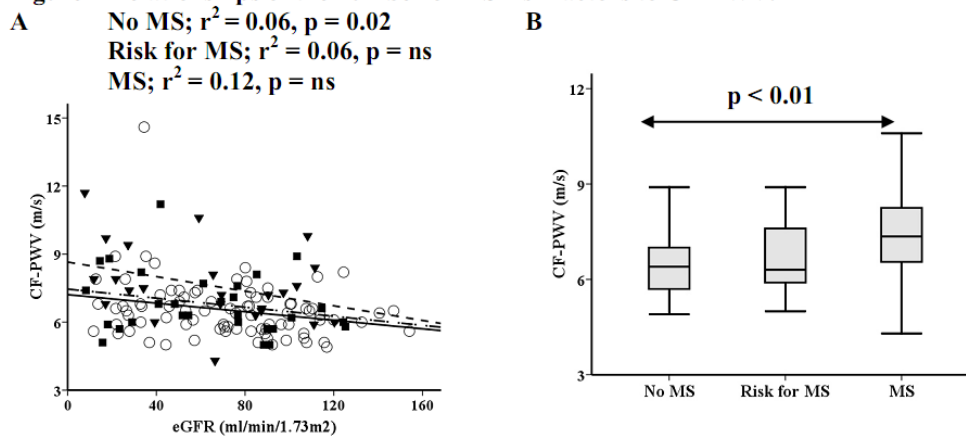 A
No MS; r² = 0.06, p = 0.02
Risk for MS; r² = 0.06, p = ns
MS; r² = 0.12, p = ns
15
12
9
6
3
CF-PWV (m/s)
0 40 80 120 160
eGFR (ml/min/1.73m2)
B
p < 0.01
12
9
6
3
CF-PWV (m/s)
No MS Risk for MS MS